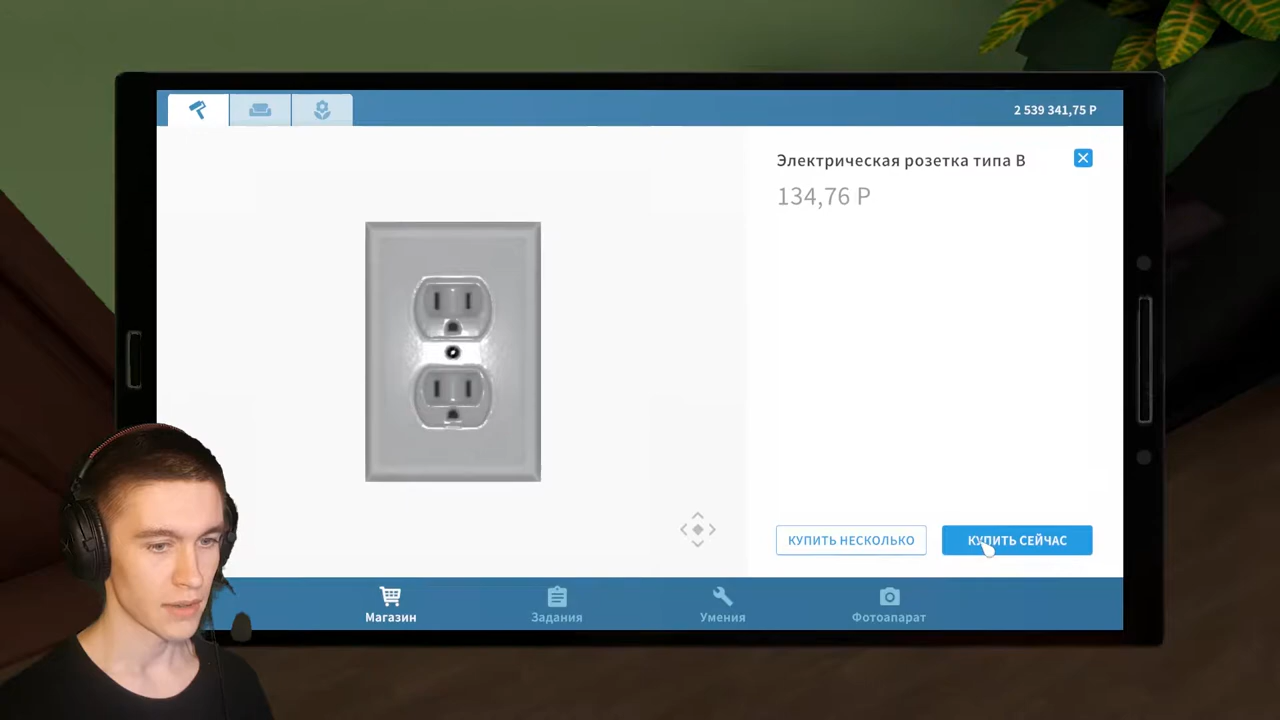 2 539 341,75 Р
Электрическая розетка типа B
134,76 Р
КУПИТЬ НЕСКОЛЬКО
КУПИТЬ СЕЙЧАС
Магазин
Задания
Умения
Фотоапарат